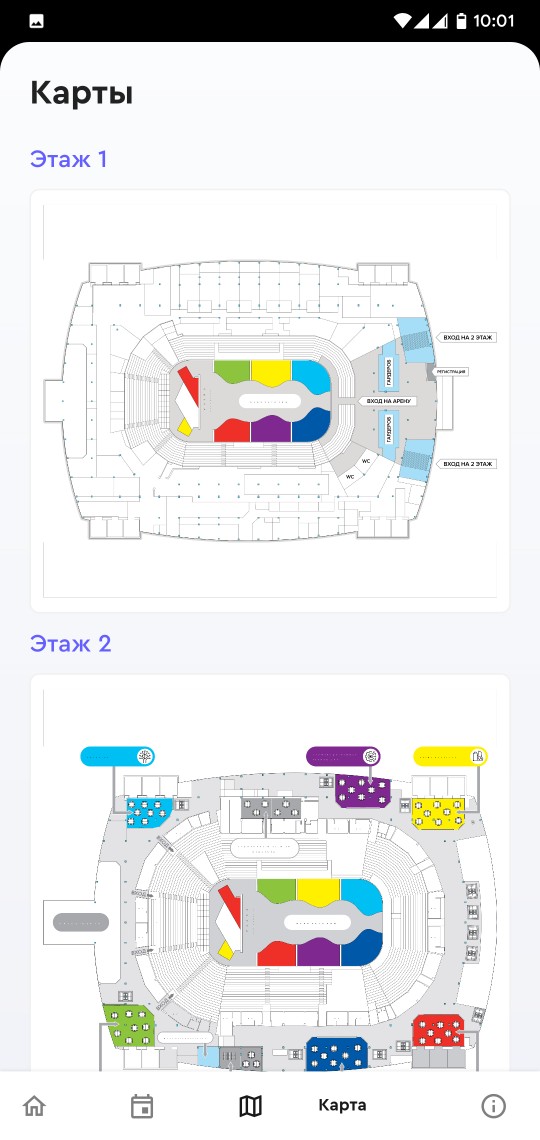 10:01
Карты
Этаж 1
ВХОД НА 2 ЭТАЖ
РЕГИСТРАЦИЯ
ГАРДЕРОБ
ВХОД НА АРЕНУ
ГАРДЕРОБ
WC
ВХОД НА 2 ЭТАЖ
WC
Этаж 2
Карта